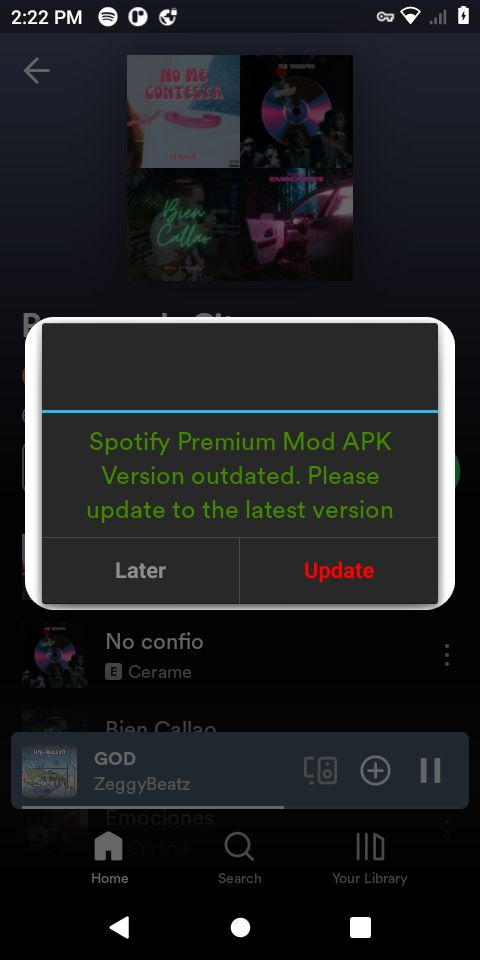 2:22 PM
NO ME
CONTESTA
CERAME
EMOCIONES
Bien
Callao
Spotify Premium Mod APK
Version outdated. Please
update to the latest version
Later
Update
No confio
E Cerame
Bien Callao
GOD
ZeggyBeatz
Emociones
Cerame
Home
Search
Your Library